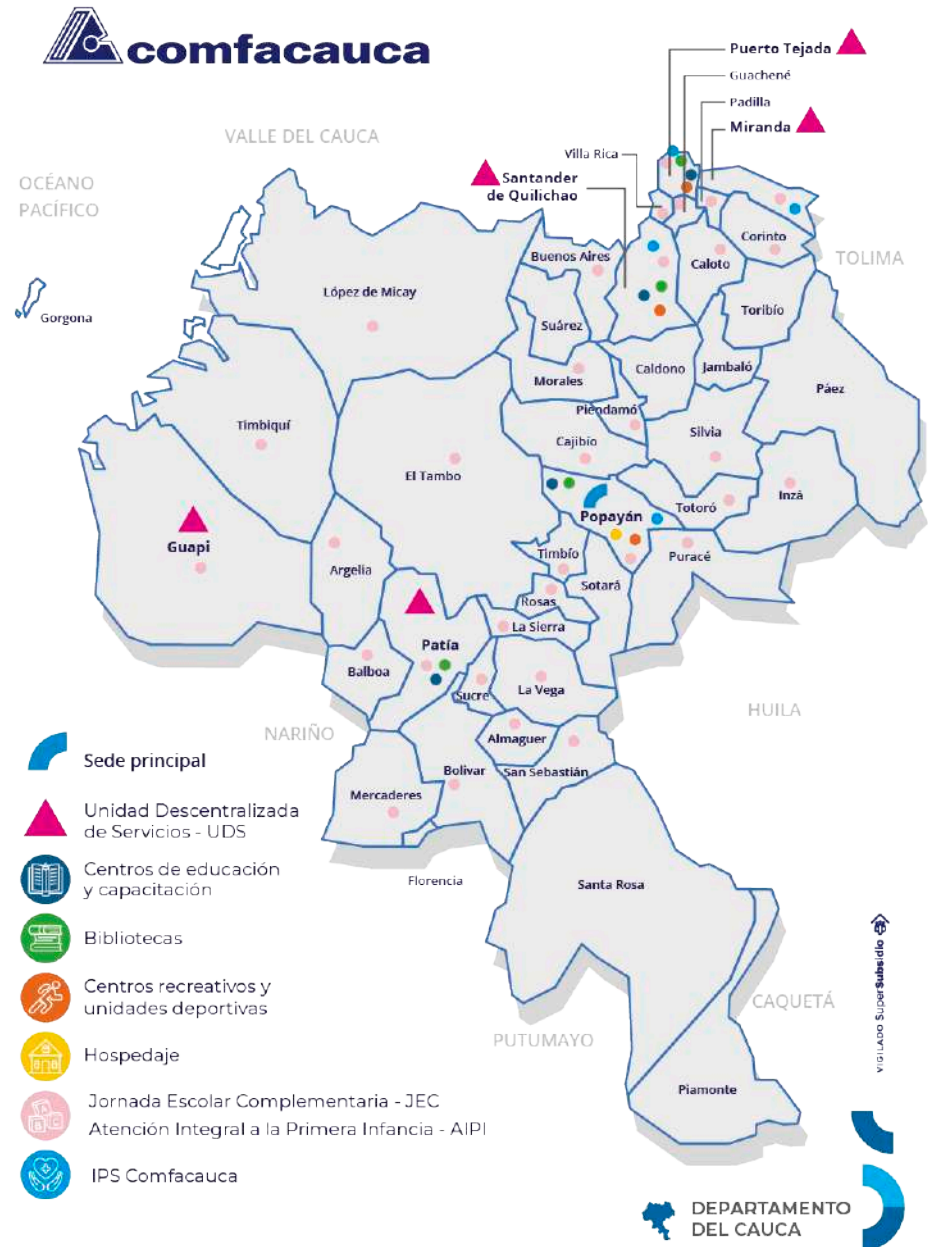 comfacauca
Puerto Tejada
Guachené
Padilla
Miranda
VALLE DEL CAUCA
Villa Rica
Santander
de Quilichao
OCÉANO
PACÍFICO
Corinto
Buenos Aires
Caloto
TOLIMA
López de Micay
Gorgona
Toribío
Suárez
Caldono
Jambaló
Morales
Páez
Piendamó
Timbiquí
Silvia
Cajibío
El Tambo
Inzá
Totoró
Popayán
Guapi
Timbío
Puracé
Argelia
Sotará
Rosas
La Sierra
Patía
Balboa
La Vega
Sucre
HUILA
NARIÑO
Almaguer
Sede principal
Bolívar
San Sebastián
Mercaderes
Unidad Descentralizada
de Servicios - UDS
Centros de educación
y capacitación
Florencia
Santa Rosa
Bibliotecas
Centros recreativos y
unidades deportivas
CAQUETÁ
PUTUMAYO
Hospedaje
Piamonte
Jornada Escolar Complementaria - JEC
Atención Integral a la Primera Infancia - AIPI
IPS Comfacauca
VIGILADO SuperSubsidio
DEPARTAMENTO
DEL CAUCA